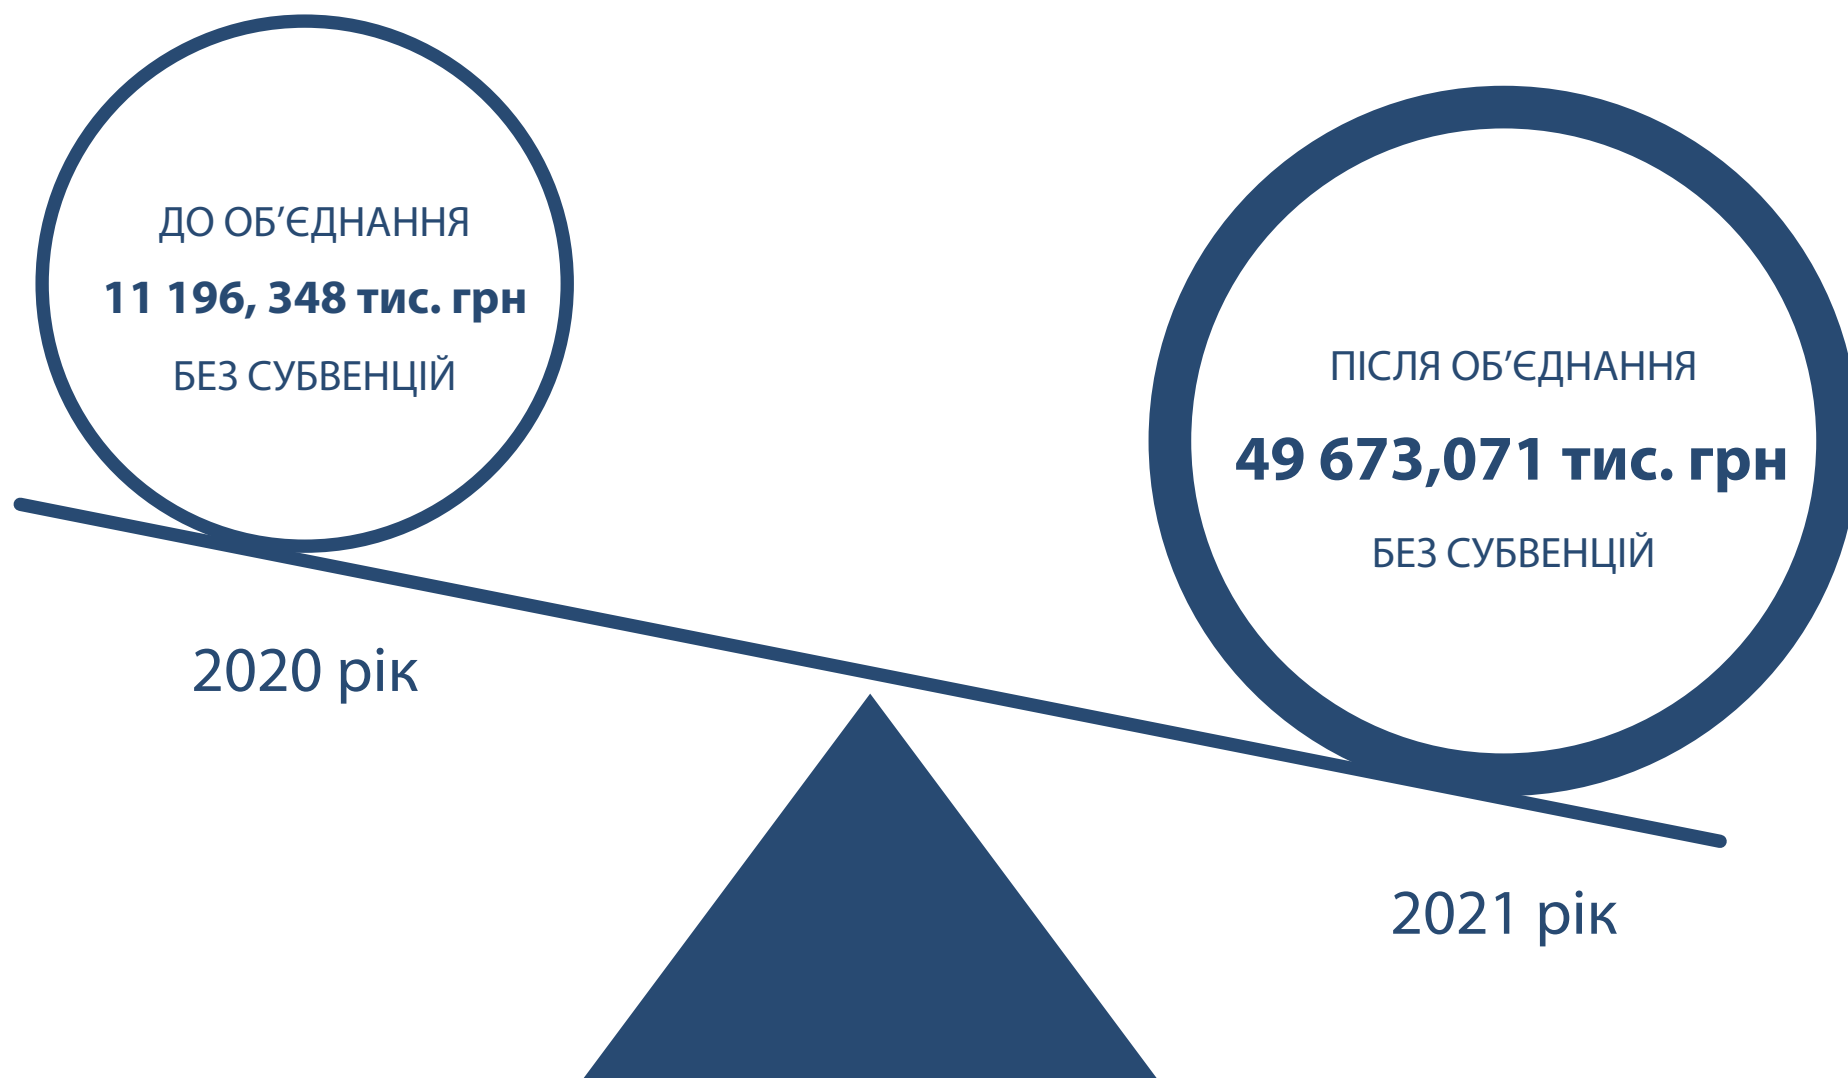 ДО ОБ’ЄДНАННЯ
11 196, 348 тис. грн
БЕЗ СУБВЕНЦІЙ
2020 рік
ПІСЛЯ ОБ’ЄДНАННЯ
49 673,071 тис. грн
БЕЗ СУБВЕНЦІЙ
2021 рік